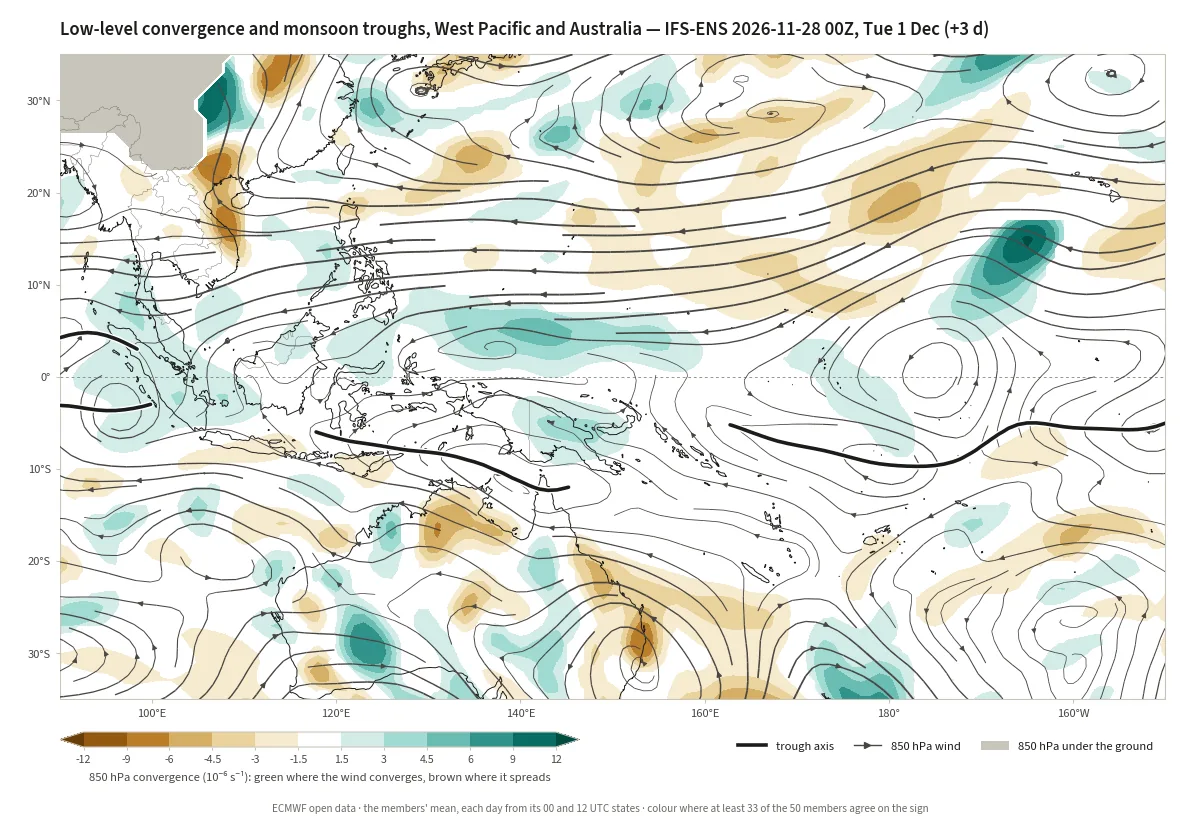 Low-level convergence and monsoon troughs, West Pacific and Australia — IFS-ENS 2026-11-28 00Z, Tue 1 Dec (+3 d)
30°N
20°N
10°N
0°
10°S
20°S
30°S
100°E 120°E 140°E 160°E 180° 160°W
-12 -9 -6 -4.5 -3 -1.5 1.5 3 4.5 6 9 12
850 hPa convergence (10⁻⁶ s⁻¹): green where the wind converges, brown where it spreads
trough axis 850 hPa wind 850 hPa under the ground
ECMWF open data · the members' mean, each day from its 00 and 12 UTC states · colour where at least 33 of the 50 members agree on the sign